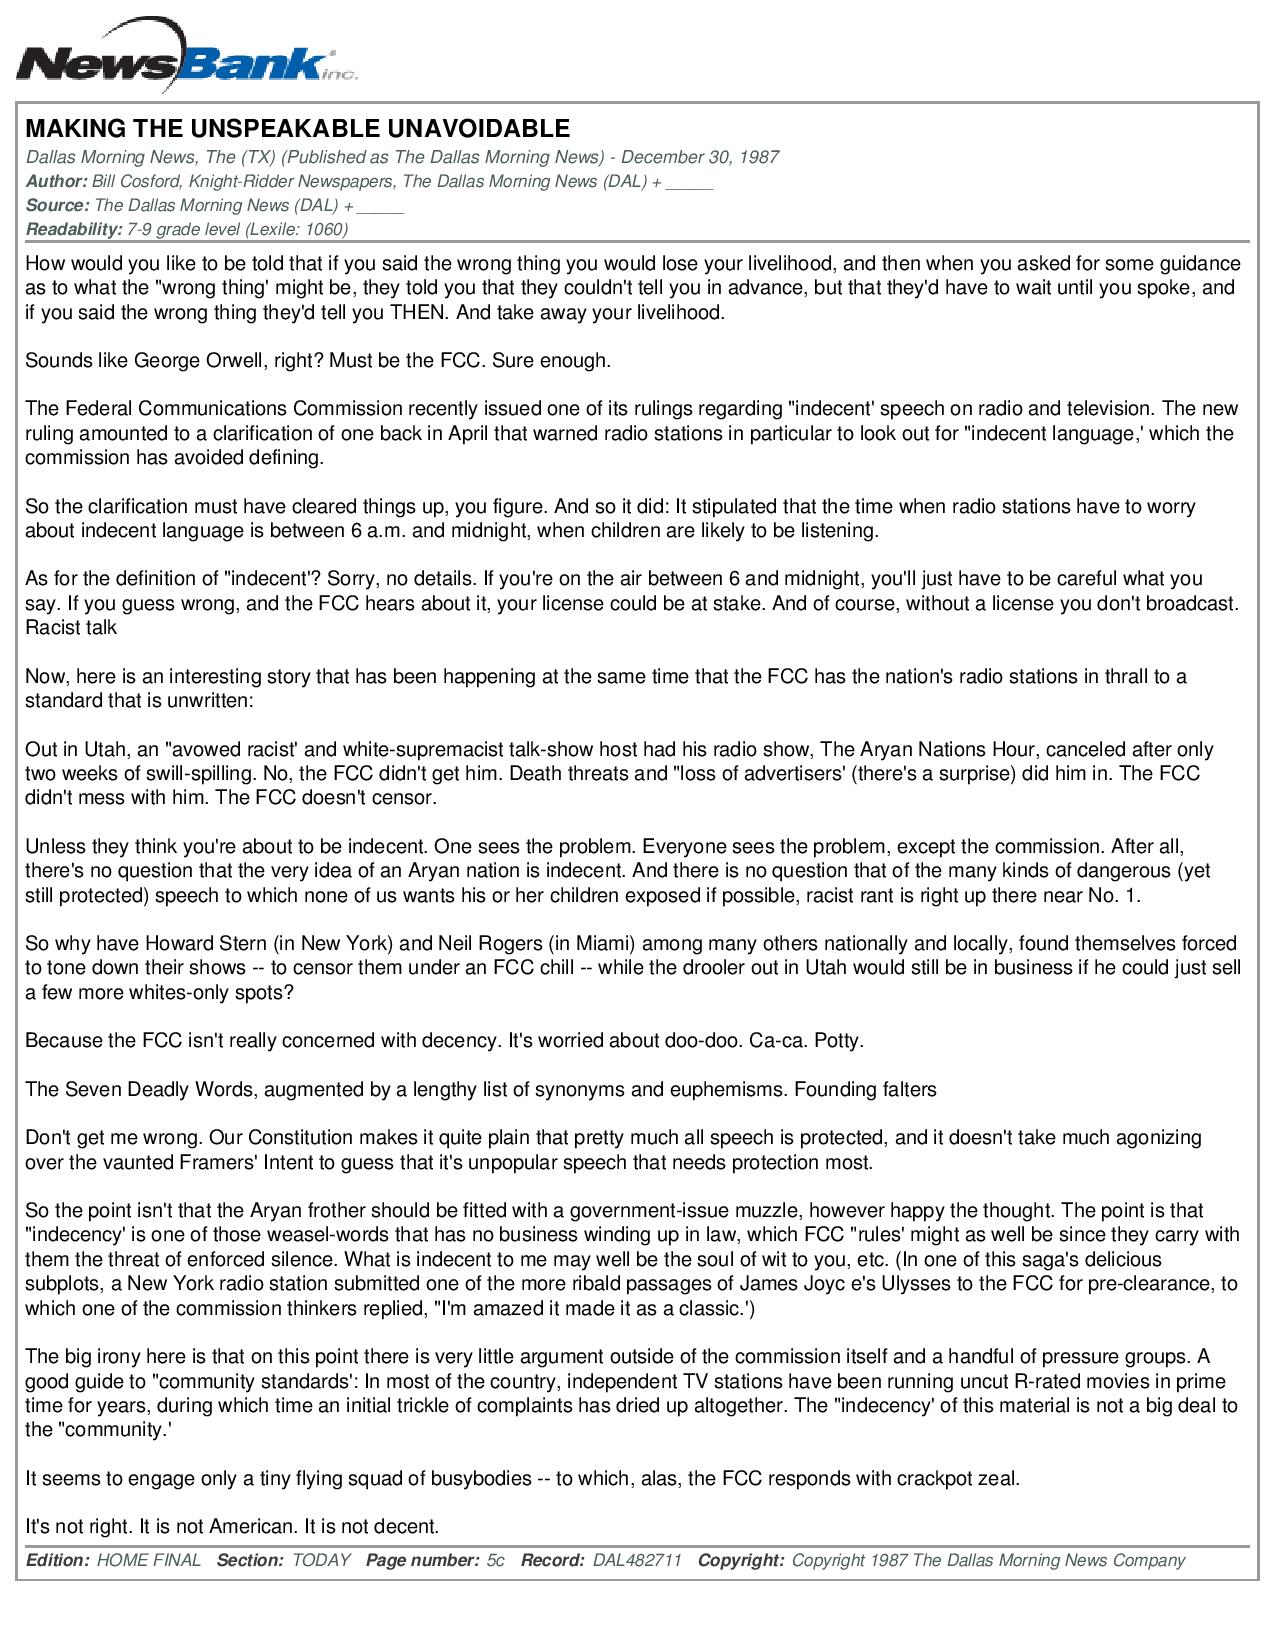 NewsBank inc.
MAKING THE UNSPEAKABLE UNAVOIDABLE
Dallas Morning News, The (TX) (Published as The Dallas Morning News) - December 30, 1987
Author: Bill Cosford, Knight-Ridder Newspapers, The Dallas Morning News (DAL) + _____
Source: The Dallas Morning News (DAL) + _____
Readability: 7-9 grade level (Lexile: 1060)
How would you like to be told that if you said the wrong thing you would lose your livelihood, and then when you asked for some guidance
as to what the "wrong thing' might be, they told you that they couldn't tell you in advance, but that they'd have to wait until you spoke, and
if you said the wrong thing they'd tell you THEN. And take away your livelihood.
Sounds like George Orwell, right? Must be the FCC. Sure enough.
The Federal Communications Commission recently issued one of its rulings regarding "indecent' speech on radio and television. The new
ruling amounted to a clarification of one back in April that warned radio stations in particular to look out for "indecent language,' which the
commission has avoided defining.
So the clarification must have cleared things up, you figure. And so it did: It stipulated that the time when radio stations have to worry
about indecent language is between 6 a.m. and midnight, when children are likely to be listening.
As for the definition of "indecent'? Sorry, no details. If you're on the air between 6 and midnight, you'll just have to be careful what you
say. If you guess wrong, and the FCC hears about it, your license could be at stake. And of course, without a license you don't broadcast.
Racist talk
Now, here is an interesting story that has been happening at the same time that the FCC has the nation's radio stations in thrall to a
standard that is unwritten:
Out in Utah, an "avowed racist' and white-supremacist talk-show host had his radio show, The Aryan Nations Hour, canceled after only
two weeks of swill-spilling. No, the FCC didn't get him. Death threats and "loss of advertisers' (there's a surprise) did him in. The FCC
didn't mess with him. The FCC doesn't censor.
Unless they think you're about to be indecent. One sees the problem. Everyone sees the problem, except the commission. After all,
there's no question that the very idea of an Aryan nation is indecent. And there is no question that of the many kinds of dangerous (yet
still protected) speech to which none of us wants his or her children exposed if possible, racist rant is right up there near No. 1.
So why have Howard Stern (in New York) and Neil Rogers (in Miami) among many others nationally and locally, found themselves forced
to tone down their shows -- to censor them under an FCC chill -- while the drooler out in Utah would still be in business if he could just sell
a few more whites-only spots?
Because the FCC isn't really concerned with decency. It's worried about doo-doo. Ca-ca. Potty.
The Seven Deadly Words, augmented by a lengthy list of synonyms and euphemisms. Founding falters
Don't get me wrong. Our Constitution makes it quite plain that pretty much all speech is protected, and it doesn't take much agonizing
over the vaunted Framers' Intent to guess that it's unpopular speech that needs protection most.
So the point isn't that the Aryan frother should be fitted with a government-issue muzzle, however happy the thought. The point is that
"indecency' is one of those weasel-words that has no business winding up in law, which FCC "rules' might as well be since they carry with
them the threat of enforced silence. What is indecent to me may well be the soul of wit to you, etc. (In one of this saga's delicious
subplots, a New York radio station submitted one of the more ribald passages of James Joyc e's Ulysses to the FCC for pre-clearance, to
which one of the commission thinkers replied, "I'm amazed it made it as a classic.')
The big irony here is that on this point there is very little argument outside of the commission itself and a handful of pressure groups. A
good guide to "community standards': In most of the country, independent TV stations have been running uncut R-rated movies in prime
time for years, during which time an initial trickle of complaints has dried up altogether. The "indecency' of this material is not a big deal to
the "community.'
It seems to engage only a tiny flying squad of busybodies -- to which, alas, the FCC responds with crackpot zeal.
It's not right. It is not American. It is not decent.
Edition: HOME FINAL Section: TODAY Page number: 5c Record: DAL482711 Copyright: Copyright 1987 The Dallas Morning News Company